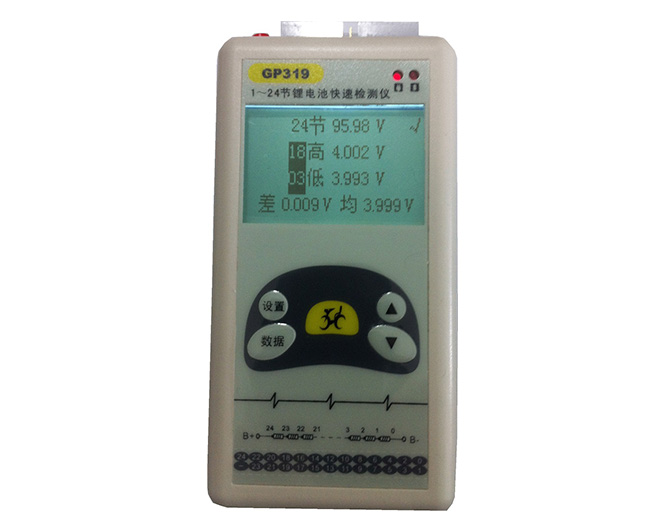 GP319
1～24节锂电池快速检测仪
24节 95.98 V √
18高 4.002 V
03低 3.993 V
差 0.009 V 均 3.999 V
设置
▲
数据
▼
24 23 22 21 3 2 1 0
B+ B-